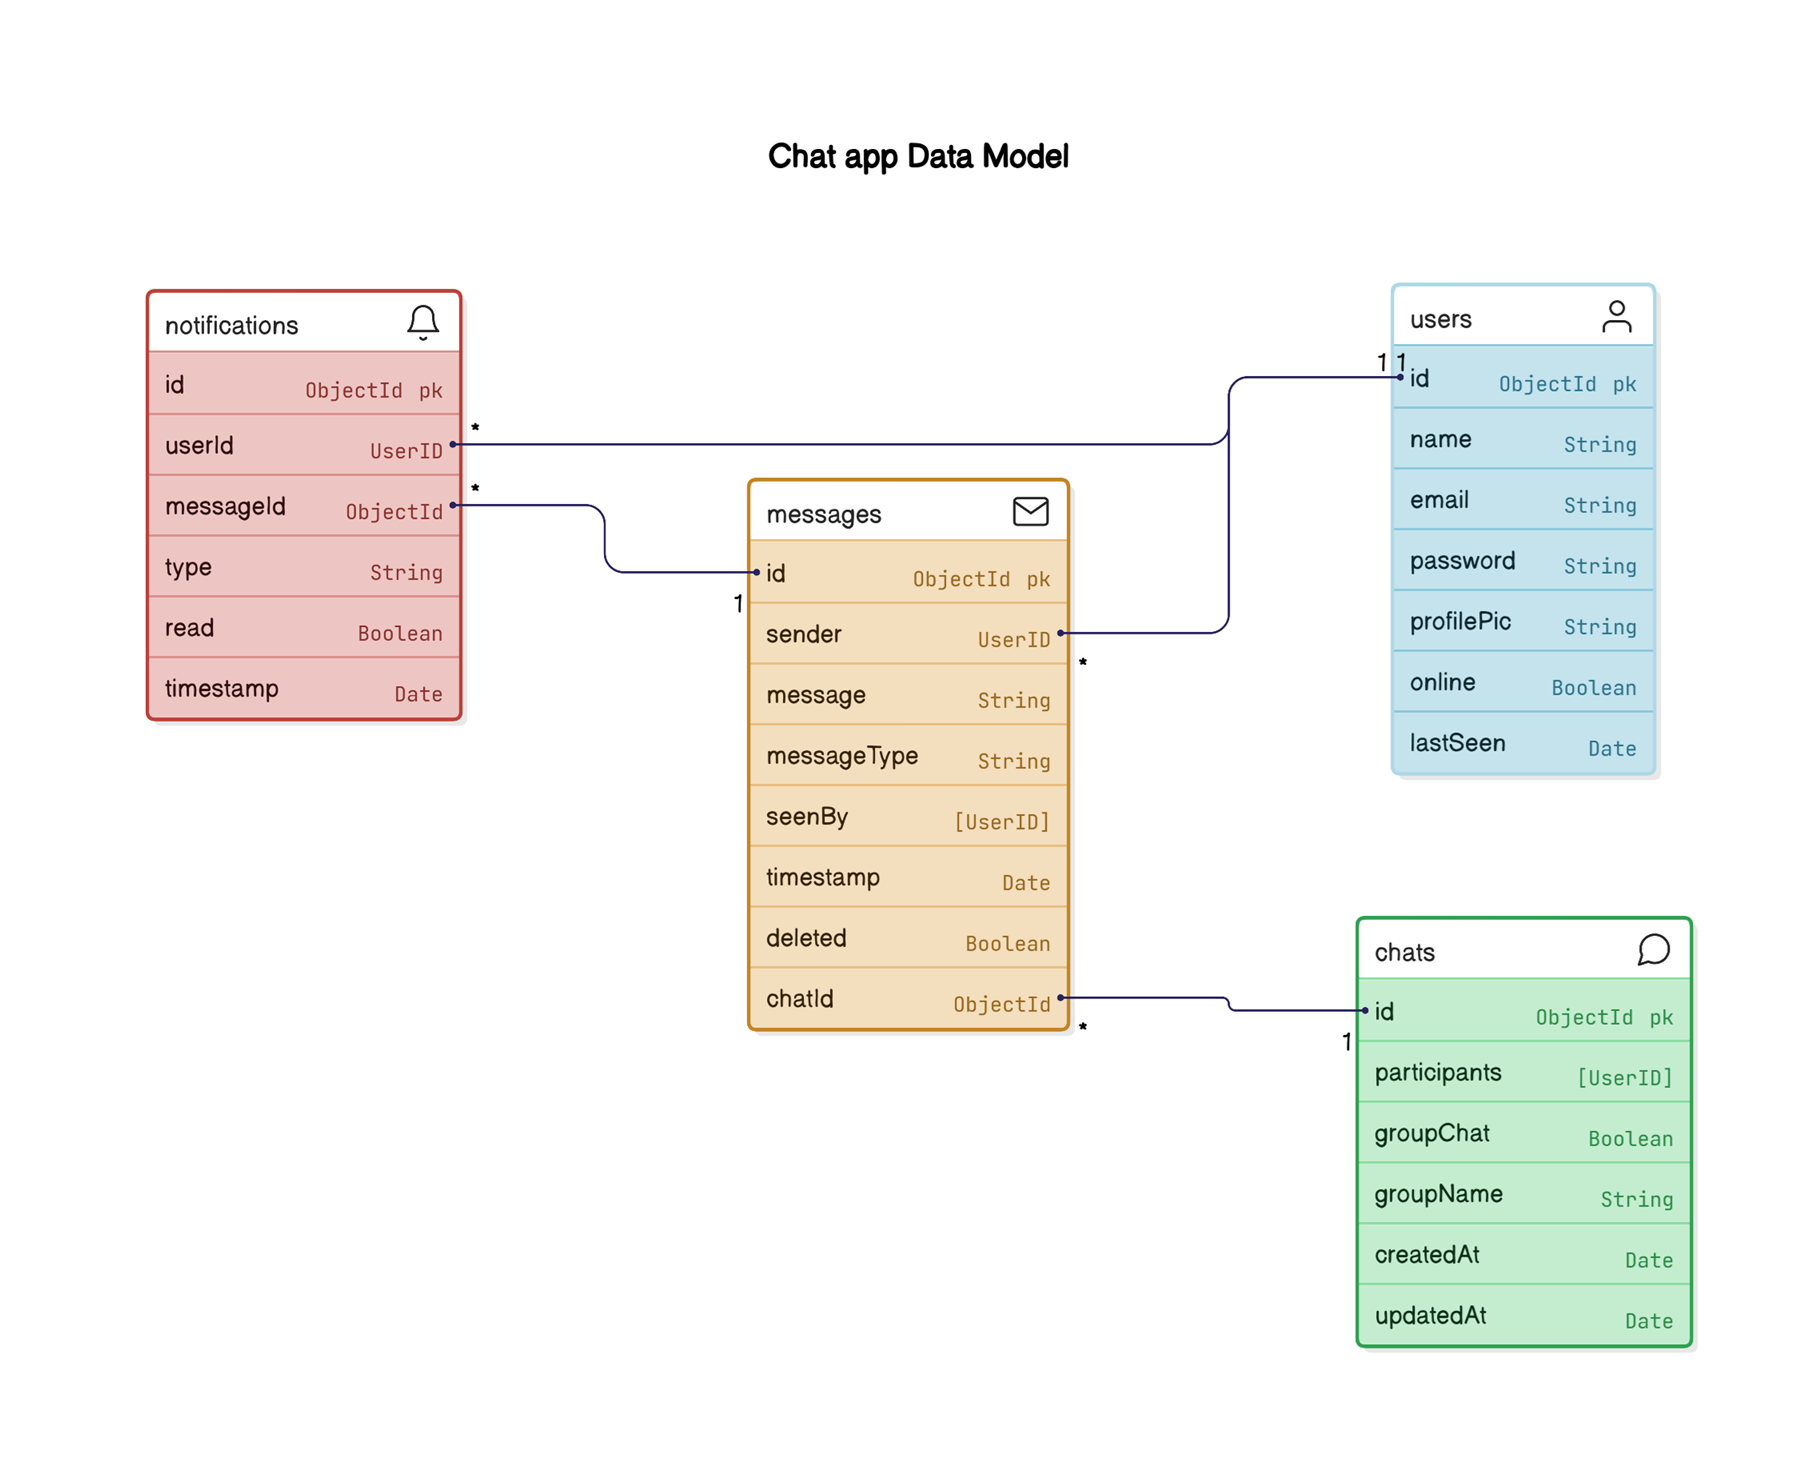 Chat app Data Model
notifications
id ObjectId pk
userId UserID
*
messageId ObjectId
*
type String
read Boolean
timestamp Date
messages
id ObjectId pk
1
sender UserID
*
message String
messageType String
seenBy [UserID]
timestamp Date
deleted Boolean
chatId ObjectId
*
users
1 1
id ObjectId pk
name String
email String
password String
profilePic String
online Boolean
lastSeen Date
chats
id ObjectId pk
1
participants [UserID]
groupChat Boolean
groupName String
createdAt Date
updatedAt Date